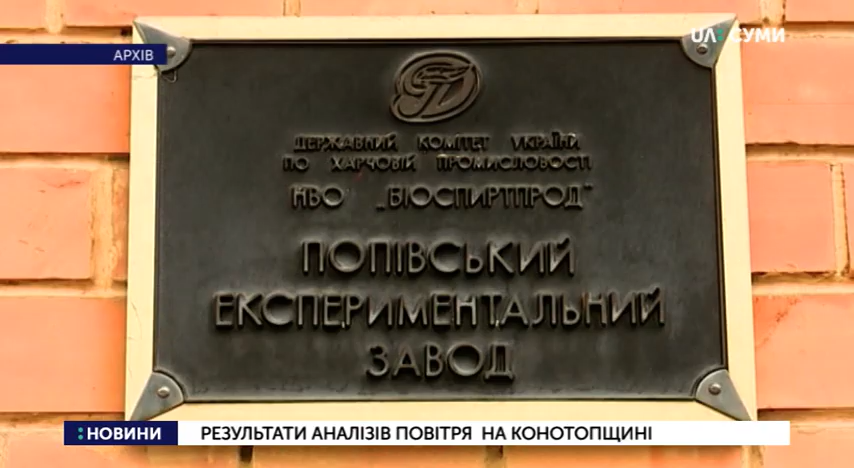 UA: СУМИ
АРХІВ
ДЕРЖАВНИЙ КОМІТЕТ УКРАЇНИ
ПО ХАРЧОВІЙ ПРОМИСЛОВОСТІ
НВО „БІОСПИРТПРОД"
ПОПІВСЬКИЙ
ЕКСПЕРИМЕНТАЛЬНИЙ
ЗАВОД
:НОВИНИ РЕЗУЛЬТАТИ АНАЛІЗІВ ПОВІТРЯ НА КОНОТОПЩИНІ